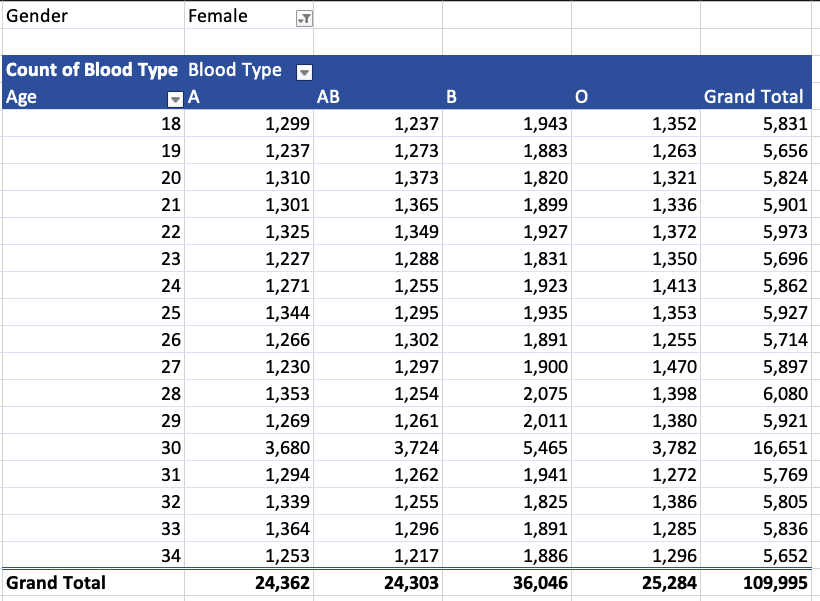 Gender Female
Count of Blood Type Blood Type
Age A AB B O Grand Total
18 1,299 1,237 1,943 1,352 5,831
19 1,237 1,273 1,883 1,263 5,656
20 1,310 1,373 1,820 1,321 5,824
21 1,301 1,365 1,899 1,336 5,901
22 1,325 1,349 1,927 1,372 5,973
23 1,227 1,288 1,831 1,350 5,696
24 1,271 1,255 1,923 1,413 5,862
25 1,344 1,295 1,935 1,353 5,927
26 1,266 1,302 1,891 1,255 5,714
27 1,230 1,297 1,900 1,470 5,897
28 1,353 1,254 2,075 1,398 6,080
29 1,269 1,261 2,011 1,380 5,921
30 3,680 3,724 5,465 3,782 16,651
31 1,294 1,262 1,941 1,272 5,769
32 1,339 1,255 1,825 1,386 5,805
33 1,364 1,296 1,891 1,285 5,836
34 1,253 1,217 1,886 1,296 5,652
Grand Total 24,362 24,303 36,046 25,284 109,995